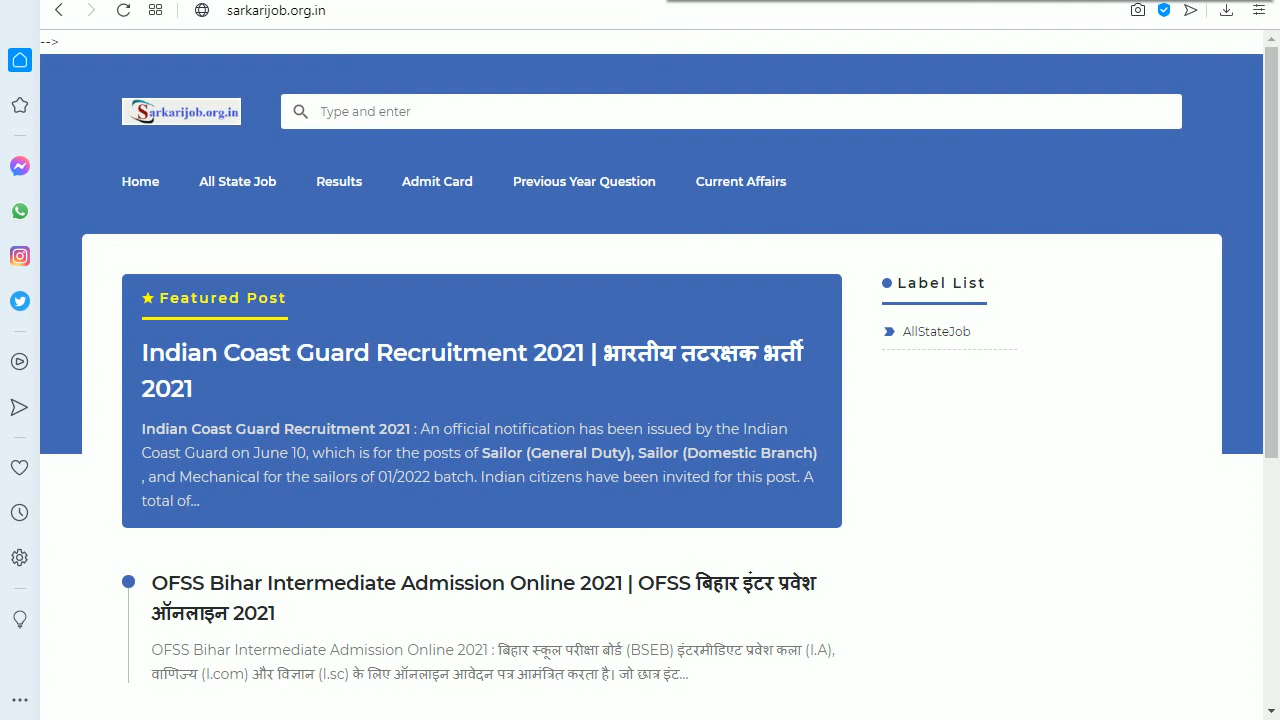 sarkarijob.org.in
-->
Sarkarijob.org.in
Type and enter
Home
All State Job
Results
Admit Card
Previous Year Question
Current Affairs
Featured Post
Label List
AllStateJob
Indian Coast Guard Recruitment 2021 | भारतीय तटरक्षक भर्ती
2021
Indian Coast Guard Recruitment 2021 : An official notification has been issued by the Indian
Coast Guard on June 10, which is for the posts of Sailor (General Duty), Sailor (Domestic Branch)
, and Mechanical for the sailors of 01/2022 batch. Indian citizens have been invited for this post. A
total of...
OFSS Bihar Intermediate Admission Online 2021 | OFSS बिहार इंटर प्रवेश
ऑनलाइन 2021
OFSS Bihar Intermediate Admission Online 2021 : बिहार स्कूल परीक्षा बोर्ड (BSEB) इंटरमीडिएट प्रवेश कला (I.A),
वाणिज्य (I.com) और विज्ञान (I.sc) के लिए ऑनलाइन आवेदन पत्र आमंत्रित करता है। जो छात्र इंट...